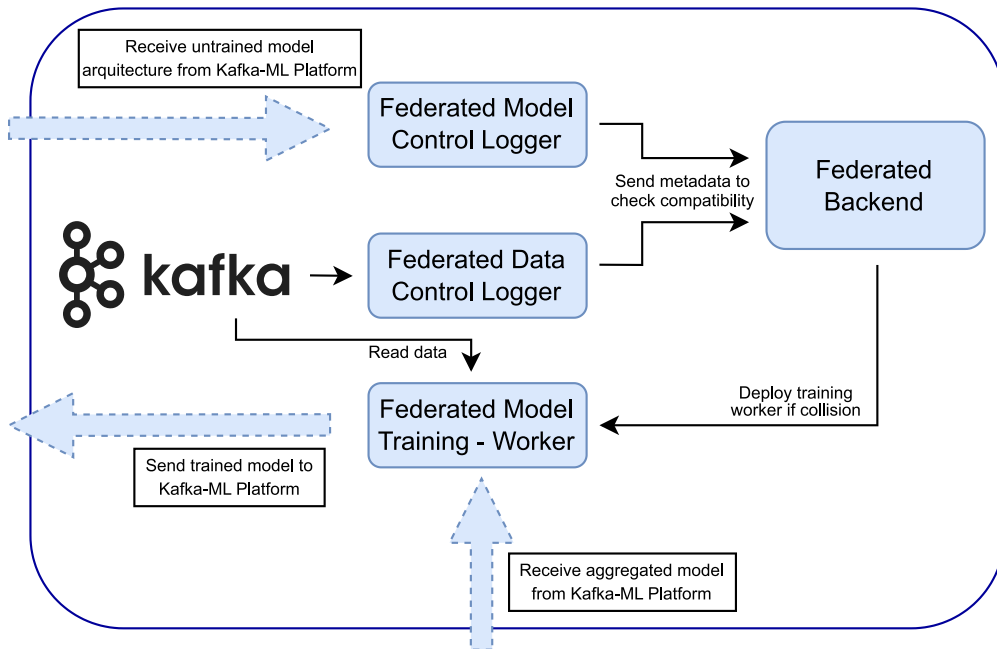 Receive untrained model
arquitecture from Kafka-ML Platform
Federated Model
Control Logger
Send metadata to
check compatibility
Federated
Backend
kafka
Federated Data
Control Logger
Read data
Federated Model
Training - Worker
Deploy training
worker if collision
Send trained model to
Kafka-ML Platform
Receive aggregated model
from Kafka-ML Platform